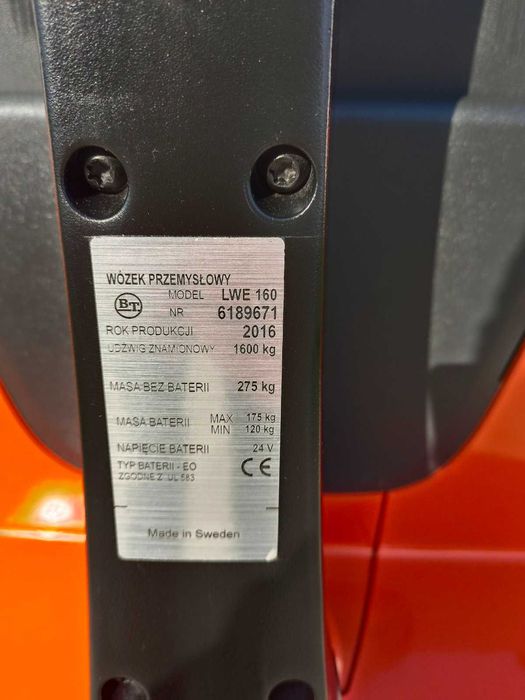 WÓZEK PRZEMYSŁOWY
BT MODEL LWE 160
NR 6189671
ROK PRODUKCJI 2016
UDŹWIG ZNAMIONOWY 1600 kg
MASA BEZ BATERII 275 kg
MASA BATERII MAX 175 kg
MIN 120 kg
NAPIĘCIE BATERII 24 V
TYP BATERII - EO CE
ZGODNE Z UL 583
Made in Sweden